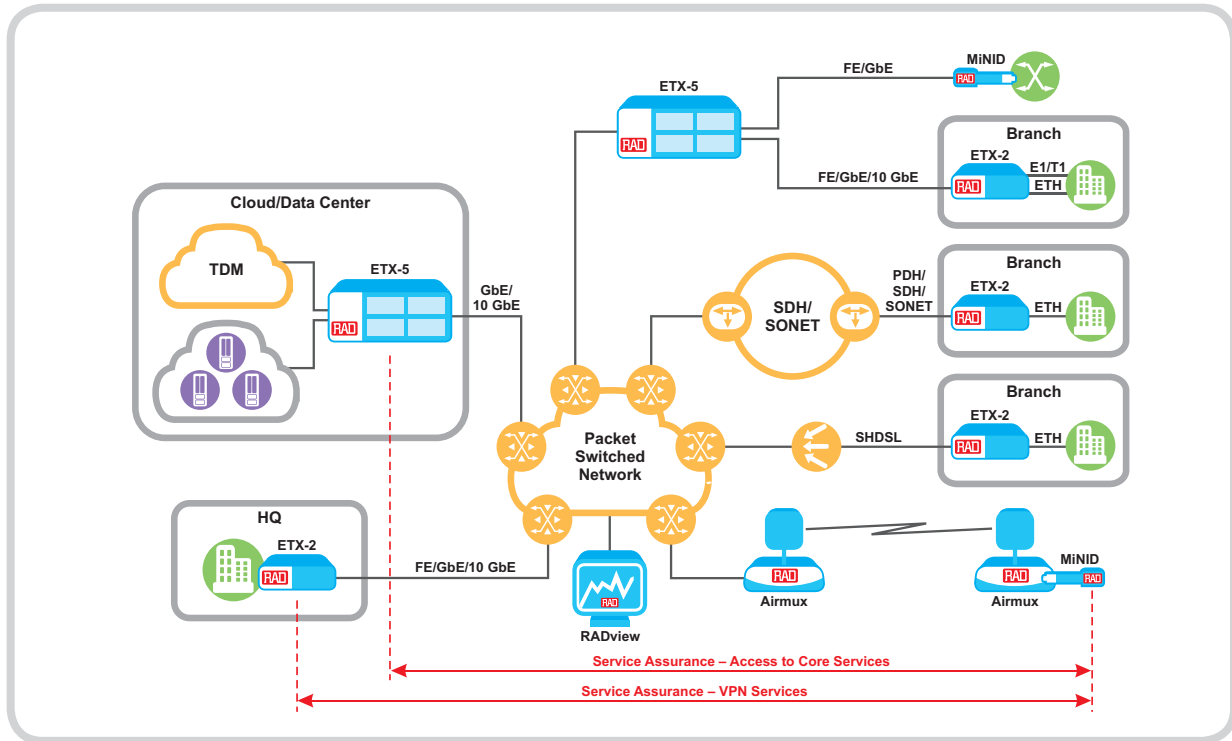 ETX-5
FE/GbE
MiNID
RAD
RAD
Branch
ETX-2
E1/T1
ETH
RAD
FE/GbE/10 GbE
Cloud/Data Center
TDM
ETX-5
RAD
GbE/
10 GbE
SDH/
SONET
PDH/
SDH/
SONET
Branch
ETX-2
ETH
RAD
Branch
ETX-2
ETH
RAD
SHDSL
Packet
Switched
Network
HQ
ETX-2
RAD
FE/GbE/10 GbE
RAD
RADview
RAD
Airmux
RAD
Airmux
MiNID
RAD
Service Assurance – Access to Core Services
Service Assurance – VPN Services